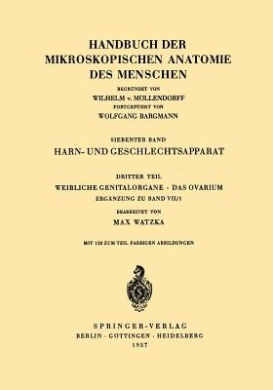 HANDBUCH DER
MIKROSKOPISCHEN ANATOMIE
DES MENSCHEN
BEGRÜNDET VON
WILHELM v. MÖLLENDORFF
FORTGEFÜHRT VON
WOLFGANG BARGMANN
SIEBENTER BAND
HARN- UND GESCHLECHTSAPPARAT
DRITTER TEIL
WEIBLICHE GENITALORGANE · DAS OVARIUM
ERGÄNZUNG ZU BAND VII/1
BEARBEITET VON
MAX WATZKA
MIT 128 ZUM TEIL FARBIGEN ABBILDUNGEN
SPRINGER-VERLAG
BERLIN · GÖTTINGEN · HEIDELBERG
1957